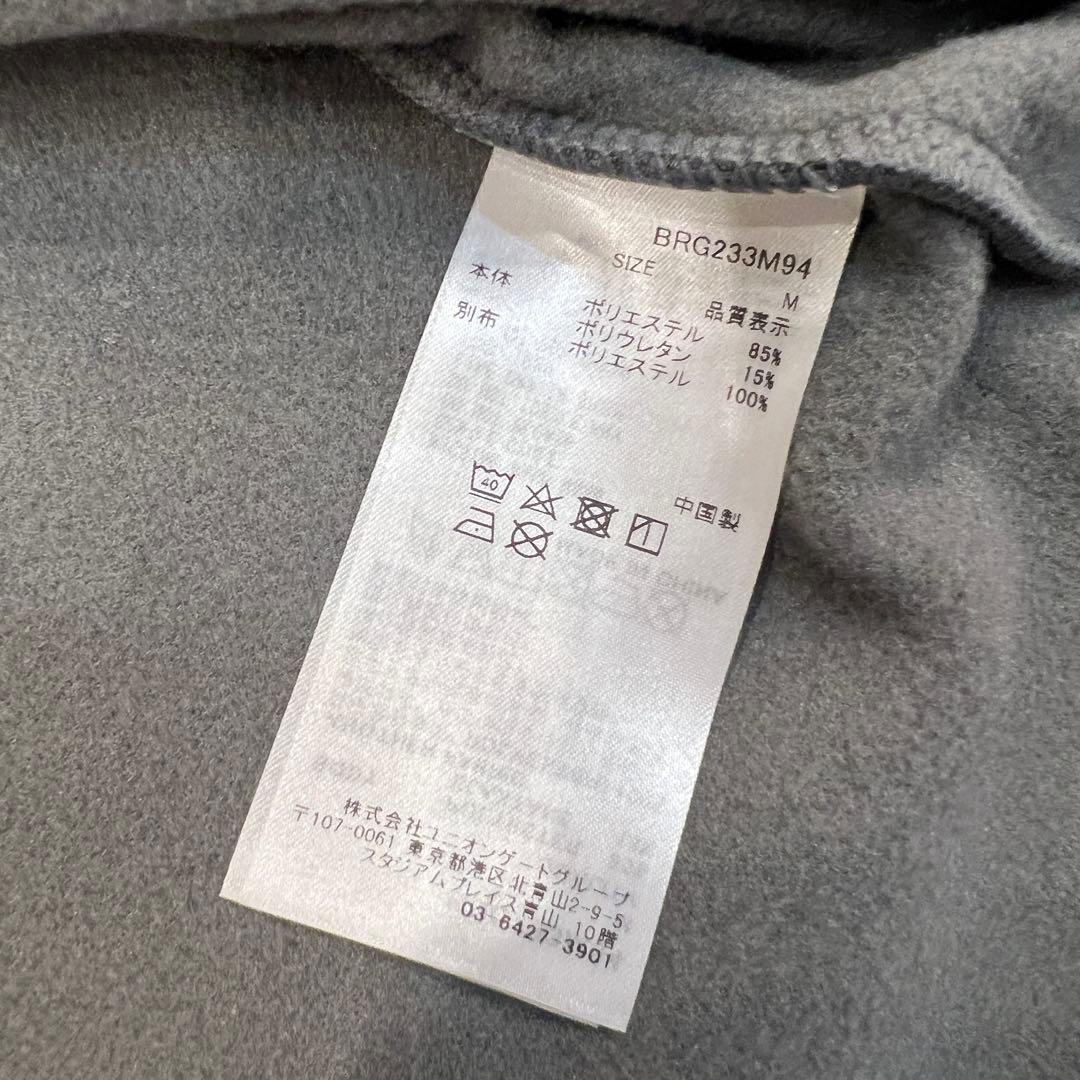 BRG233M94
SIZE M
品質表示
本体 ポリエステル 85%
ポリウレタン 15%
別布 ポリエステル 100%
40
中国製
株式会社ユニオンゲートグループ
〒107-0061 東京都港区北青山2-9-5
スタジアムプレイス青山 10階
03-6427-3901